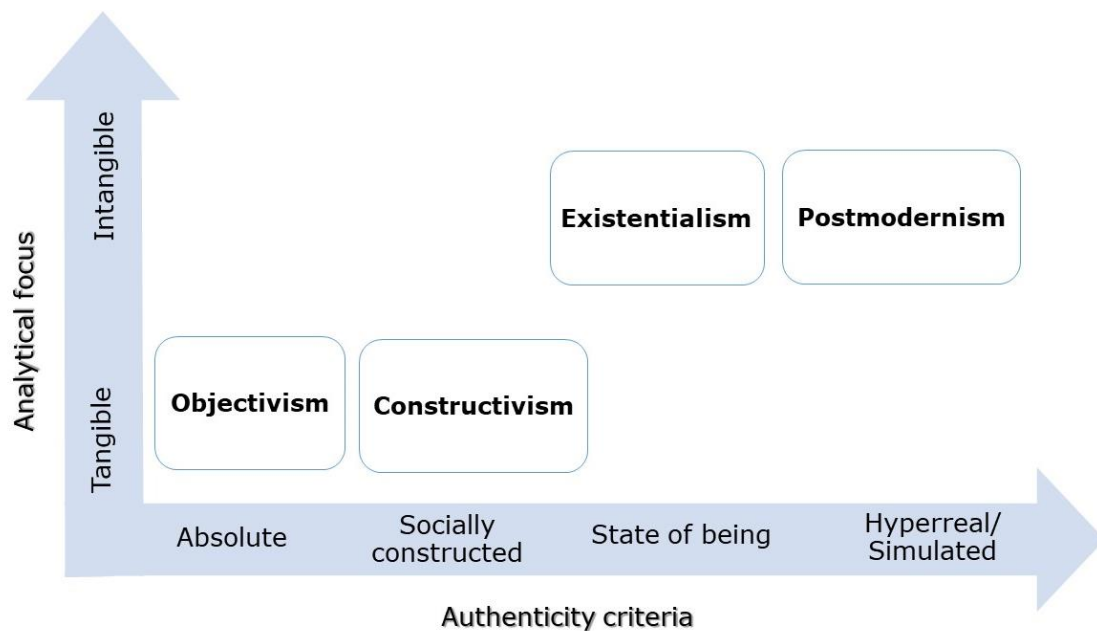 Analytical focus
Intangible
Tangible
Existentialism
Postmodernism
Objectivism
Constructivism
Absolute
Socially
constructed
State of being
Hyperreal/
Simulated
Authenticity criteria